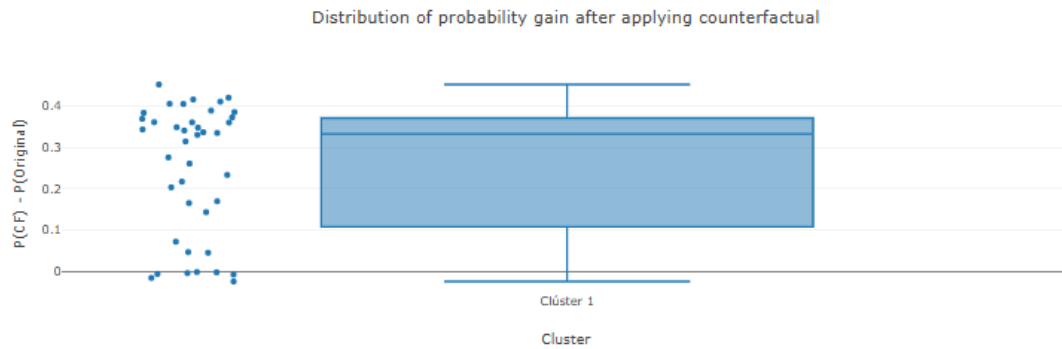 Distribution of probability gain after applying counterfactual
P(CF) - P(Original)
0.4
0.3
0.2
0.1
0
Clúster 1
Cluster